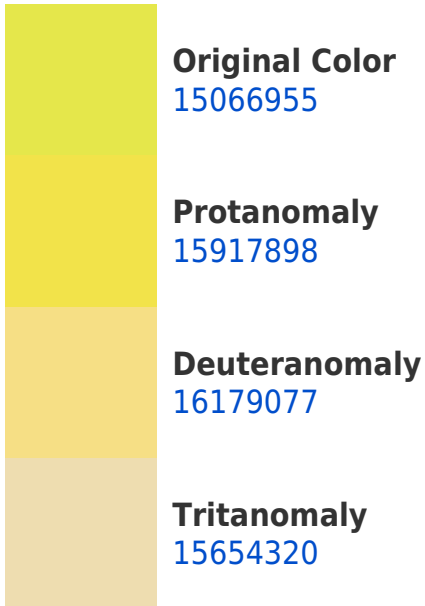 Original Color
15066955
Protanomaly
15917898
Deuteranomaly
16179077
Tritanomaly
15654320